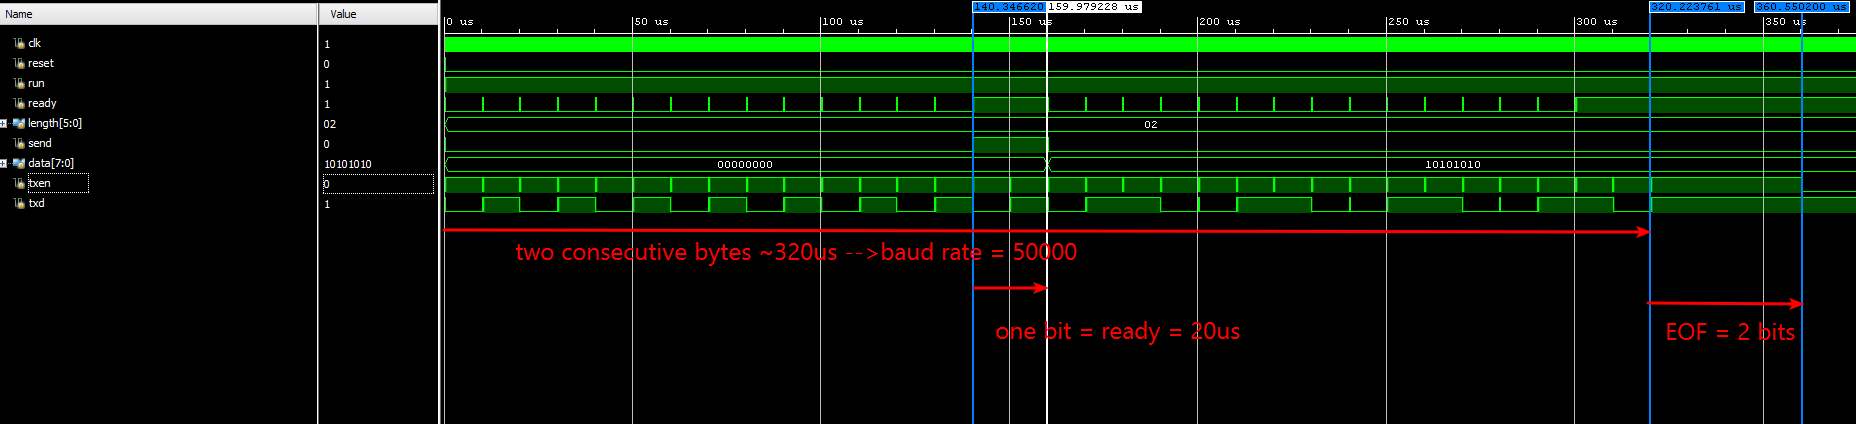 Name Value
140.346620 159.979228 us 320.223761 us 360.550200 us
0 us 50 us 100 us 150 us 200 us 250 us 300 us 350 us
clk 1
reset 0
run 1
ready 1
length[5:0] 02 02
send 0
data[7:0] 10101010 00000000 10101010
txen 0
txd 1
two consecutive bytes ~320us -->baud rate = 50000
one bit = ready = 20us
EOF = 2 bits